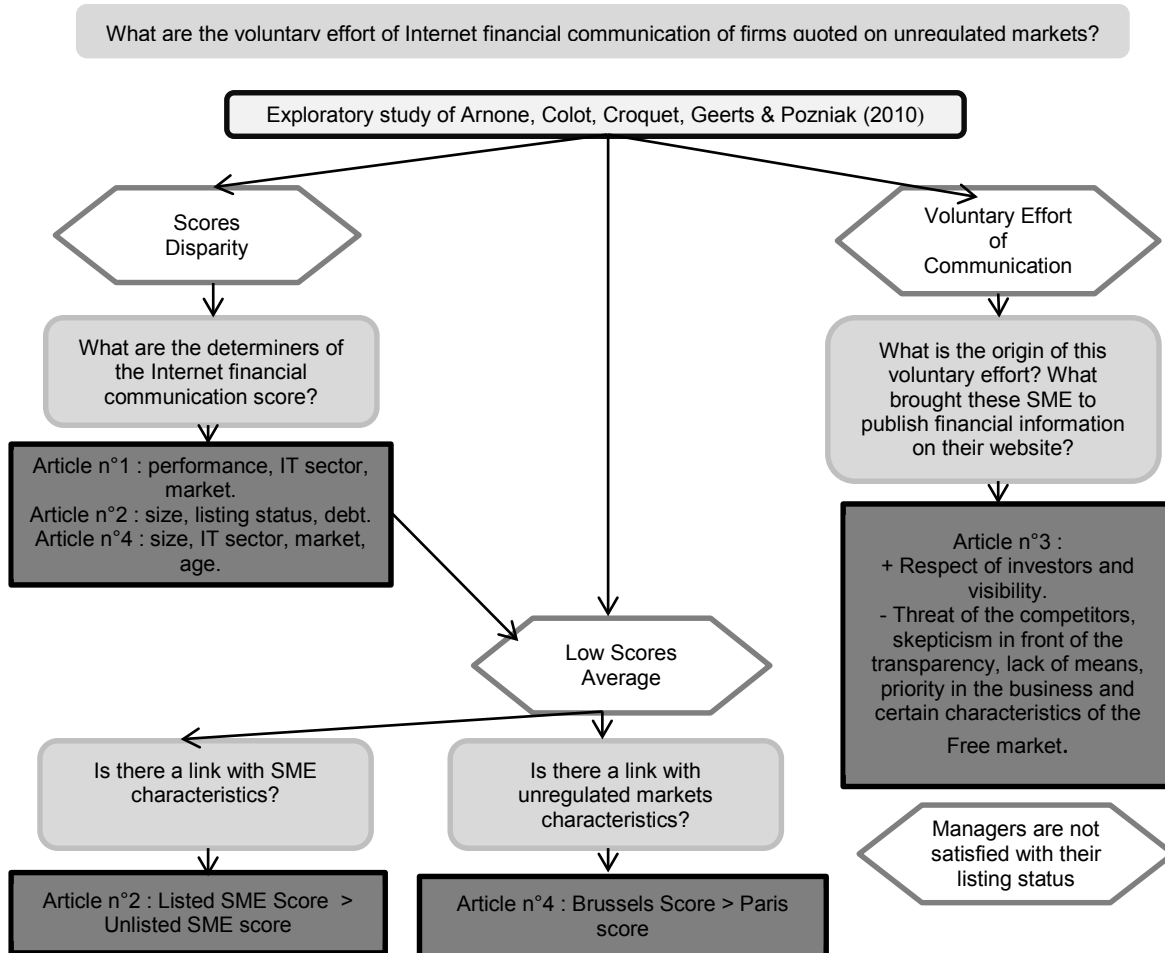 What are the voluntary effort of Internet financial communication of firms quoted on unregulated markets?
Exploratory study of Arnone, Colot, Croquet, Geerts & Pozniak (2010)
Scores
Disparity
Voluntary Effort
of
Communication
What are the determiners of
the Internet financial
communication score?
What is the origin of this
voluntary effort? What
brought these SME to
publish financial information
on their website?
Article n°1 : performance, IT sector,
market.
Article n°2 : size, listing status, debt.
Article n°4 : size, IT sector, market,
age.
Article n°3 :
+ Respect of investors and
visibility.
- Threat of the competitors,
skepticism in front of the
transparency, lack of means,
priority in the business and
certain characteristics of the
Free market.
Low Scores
Average
Is there a link with SME
characteristics?
Is there a link with
unregulated markets
characteristics?
Managers are not
satisfied with their
listing status
Article n°2 : Listed SME Score >
Unlisted SME score
Article n°4 : Brussels Score > Paris
score